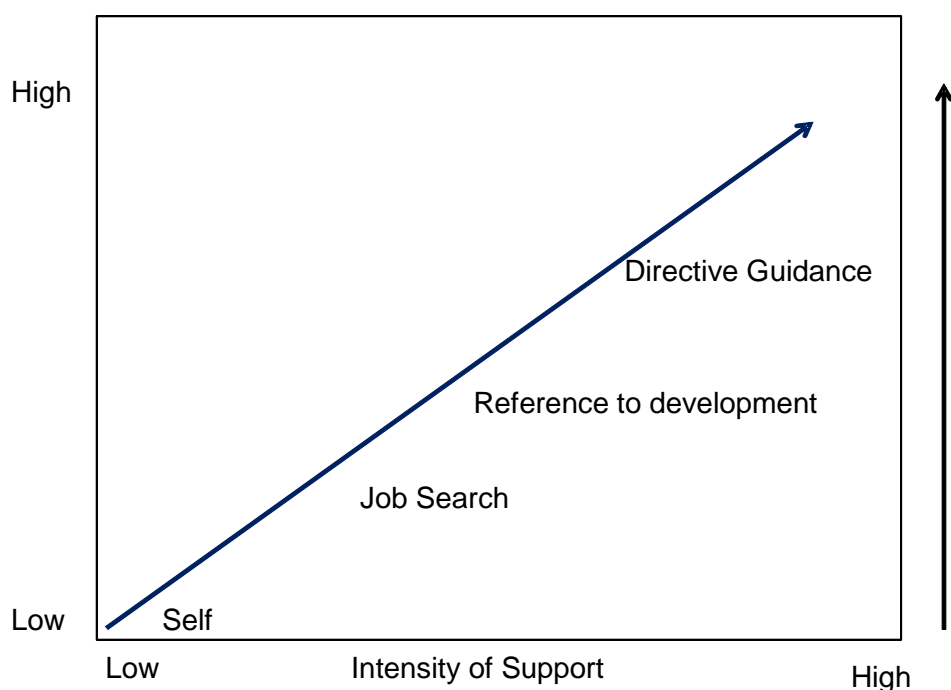 High
Directive Guidance
Reference to development
Job Search
Low
Self
Low
Intensity of Support
High